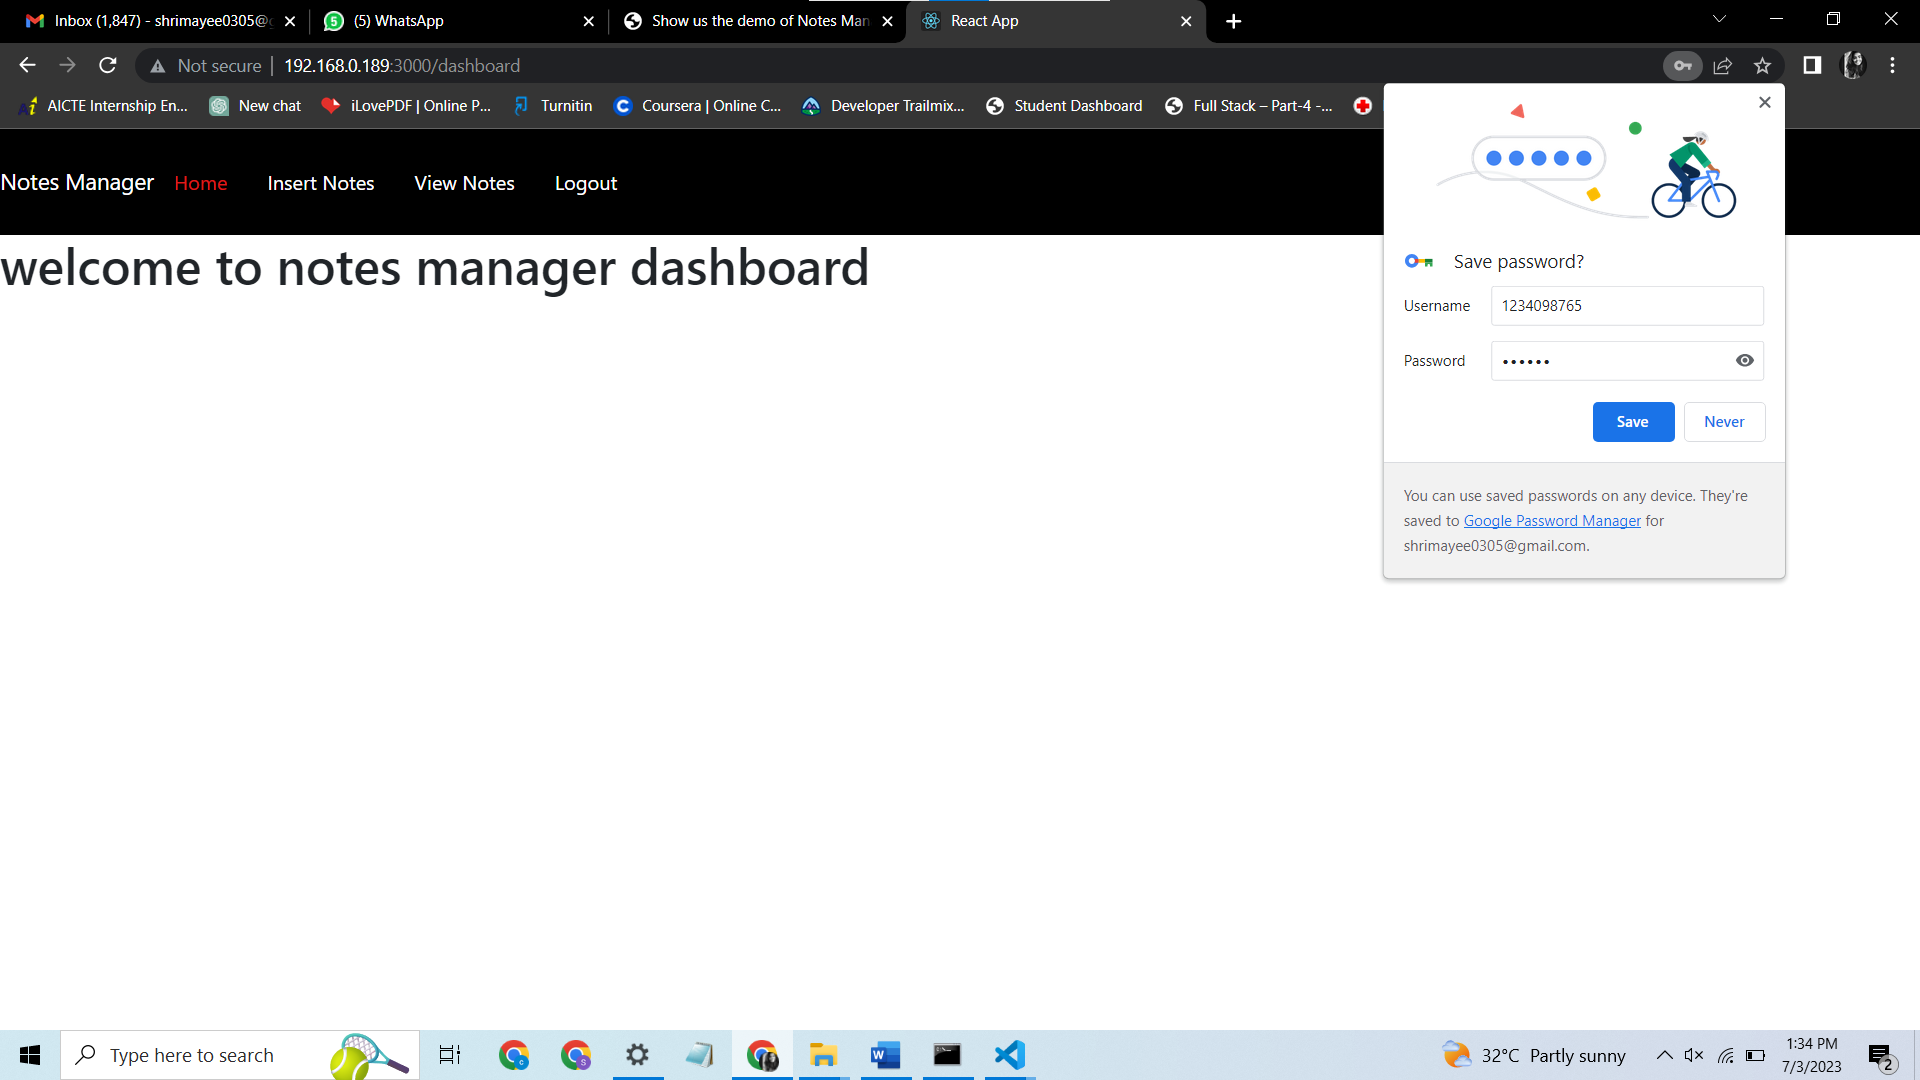 Inbox (1,847) - shrimayee0305@
(5) WhatsApp
Show us the demo of Notes Man
React App
Not secure
192.168.0.189:3000/dashboard
AICTE Internship En...
New chat
iLovePDF | Online P...
Turnitin
Coursera | Online C...
Developer Trailmix...
Student Dashboard
Full Stack – Part-4 -...
Notes Manager
Home
Insert Notes
View Notes
Logout
welcome to notes manager dashboard
Save password?
Username
1234098765
Password
••••••
Save
Never
You can use saved passwords on any device. They're
saved to Google Password Manager for
shrimayee0305@gmail.com.
Type here to search
32°C Partly sunny
1:34 PM
7/3/2023
2